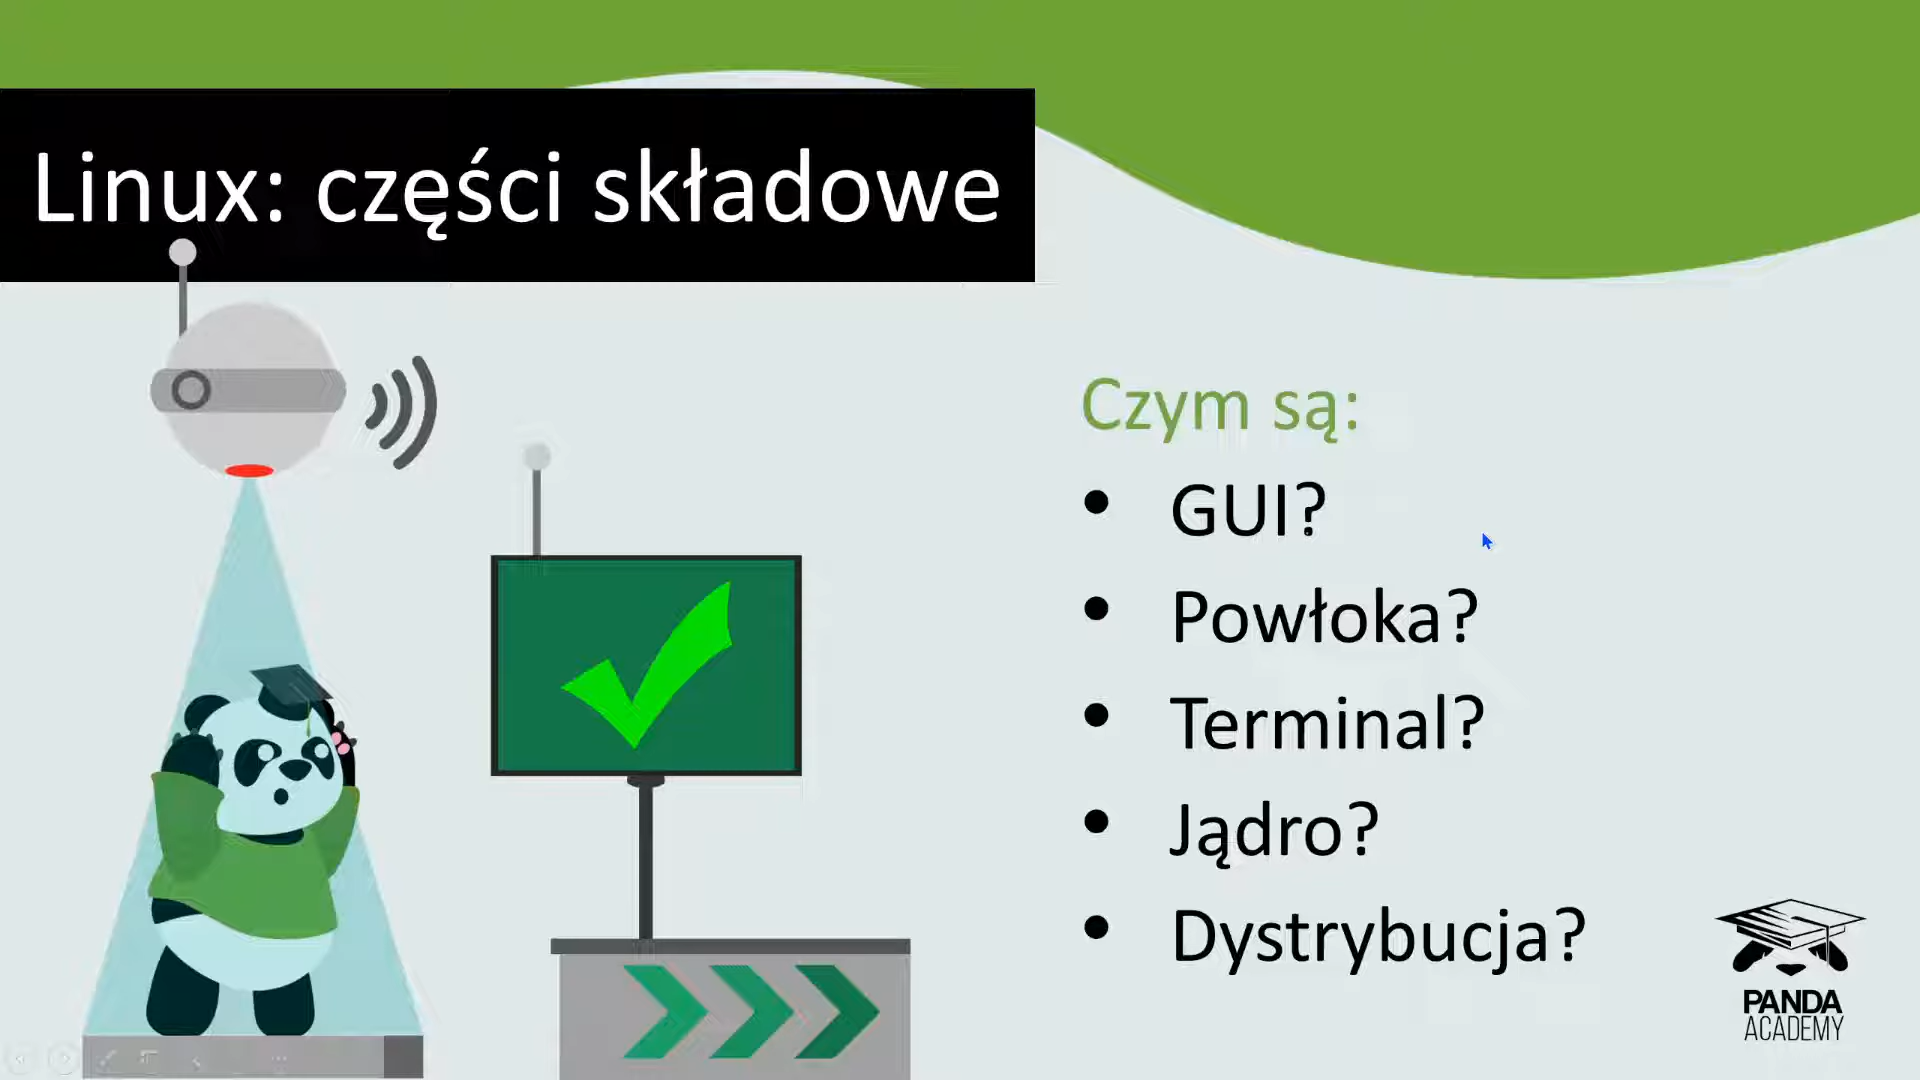 Linux: części składowe
Czym są:
• GUI?
• Powłoka?
• Terminal?
• Jądro?
• Dystrybucja?
PANDA
ACADEMY